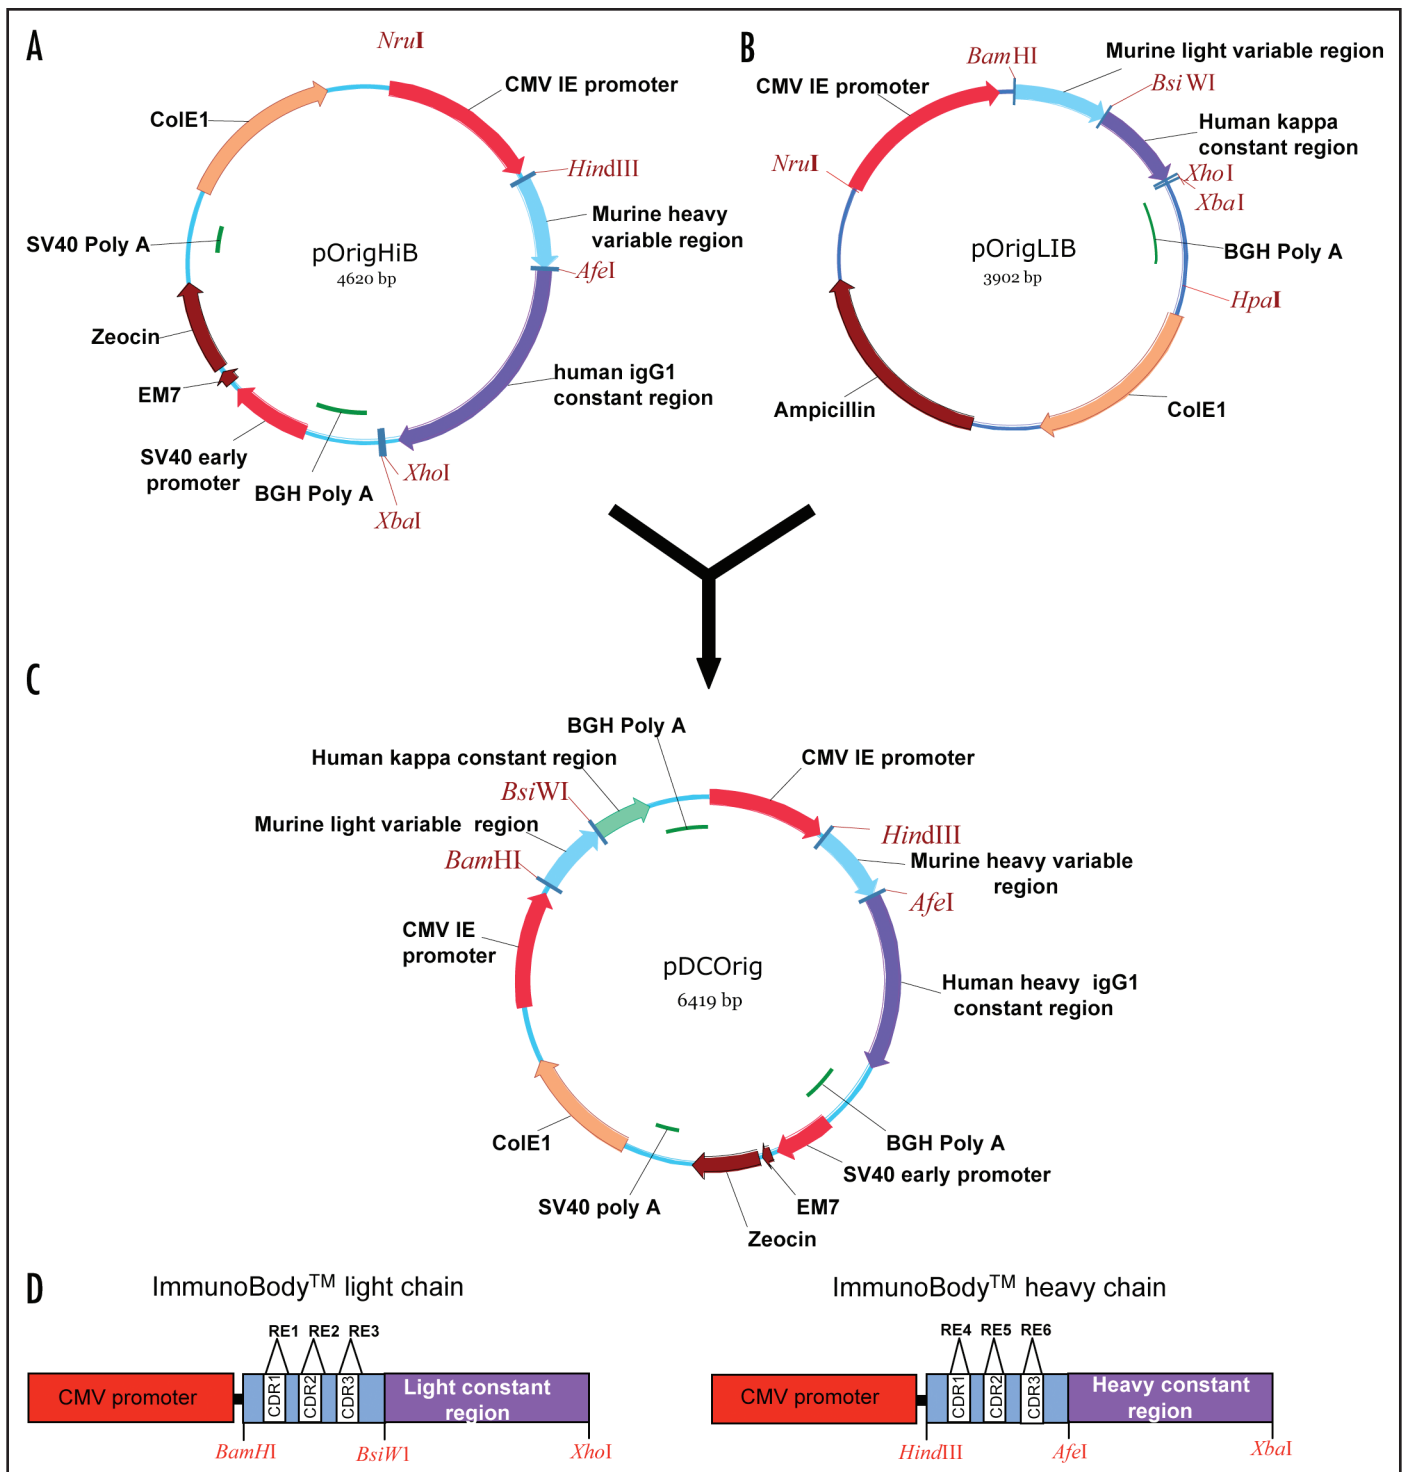 A
NruI
CMV IE promoter
ColE1
HindIII
Murine heavy
variable region
SV40 Poly A
pOrigHiB
4620 bp
AfeI
Zeocin
EM7
human igG1
constant region
SV40 early
promoter
BGH Poly A
XhoI
XbaI
B
BamHI
Murine light variable region
CMV IE promoter
BsiWI
Human kappa
constant region
NruI
XhoI
XbaI
pOrigLIB
3902 bp
BGH Poly A
HpaI
Ampicillin
ColE1
C
BGH Poly A
Human kappa constant region
CMV IE promoter
BsiWI
Murine light variable region
HindIII
BamHI
Murine heavy variable
region
AfeI
CMV IE
promoter
pDCOrig
6419 bp
Human heavy igG1
constant region
ColE1
BGH Poly A
SV40 early promoter
SV40 poly A
EM7
Zeocin
D
ImmunoBody™ light chain
RE1 RE2 RE3
CMV promoter
CDR1
CDR2
CDR3
Light constant
region
BamHI
BsiWI
XhoI
ImmunoBody™ heavy chain
RE4 RE5 RE6
CMV promoter
CDR1
CDR2
CDR3
Heavy constant
region
HindIII
AfeI
XbaI